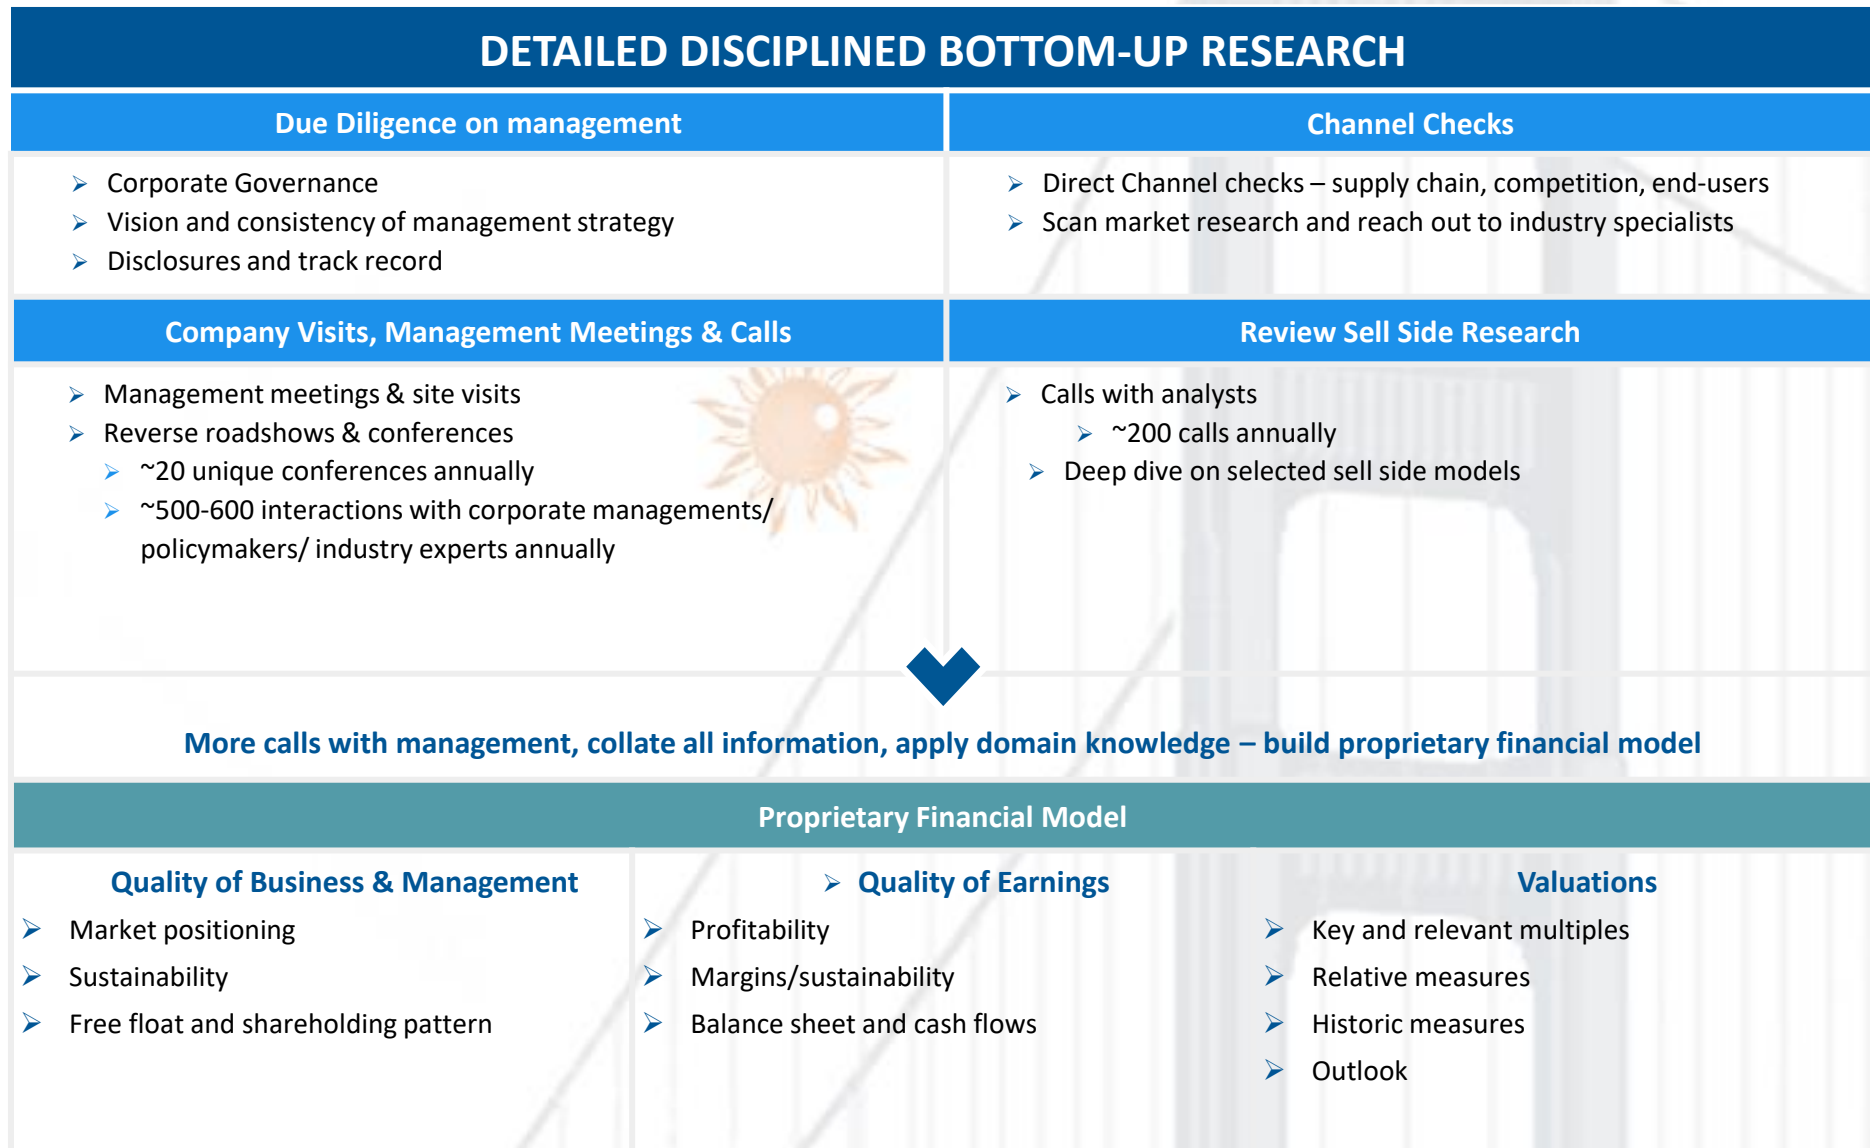 DETAILED DISCIPLINED BOTTOM-UP RESEARCH
Due Diligence on management
➢ Corporate Governance
➢ Vision and consistency of management strategy
➢ Disclosures and track record
Channel Checks
➢ Direct Channel checks – supply chain, competition, end-users
➢ Scan market research and reach out to industry specialists
Company Visits, Management Meetings & Calls
➢ Management meetings & site visits
➢ Reverse roadshows & conferences
➢ ~20 unique conferences annually
➢ ~500-600 interactions with corporate managements/
policymakers/ industry experts annually
Review Sell Side Research
➢ Calls with analysts
➢ ~200 calls annually
➢ Deep dive on selected sell side models
More calls with management, collate all information, apply domain knowledge – build proprietary financial model
Proprietary Financial Model
Quality of Business & Management
➢ Market positioning
➢ Sustainability
➢ Free float and shareholding pattern
➢ Quality of Earnings
➢ Profitability
➢ Margins/sustainability
➢ Balance sheet and cash flows
Valuations
➢ Key and relevant multiples
➢ Relative measures
➢ Historic measures
➢ Outlook